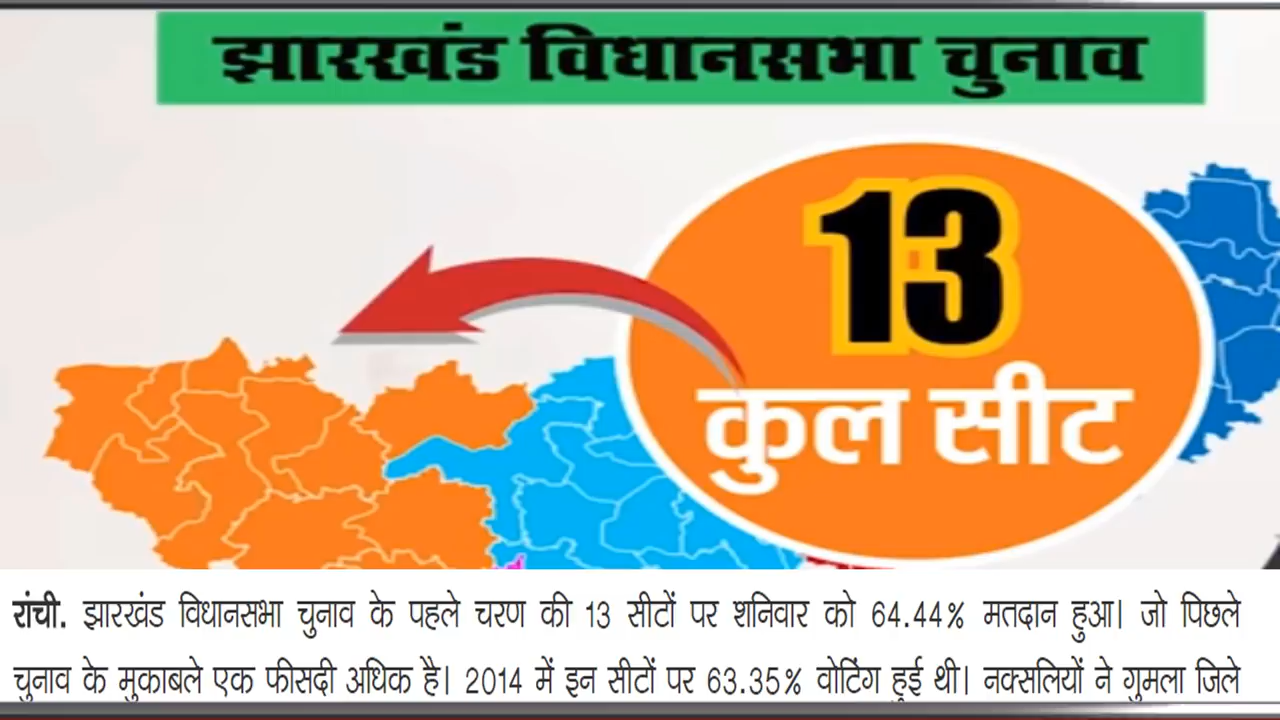 झारखंड विधानसभा चुनाव
13
कुल सीट
रांची. झारखंड विधानसभा चुनाव के पहले चरण की 13 सीटों पर शनिवार को 64.44% मतदान हुआ। जो पिछले
चुनाव के मुकाबले एक फीसदी अधिक है। 2014 में इन सीटों पर 63.35% वोटिंग हुई थी। नक्सलियों ने गुमला जिले